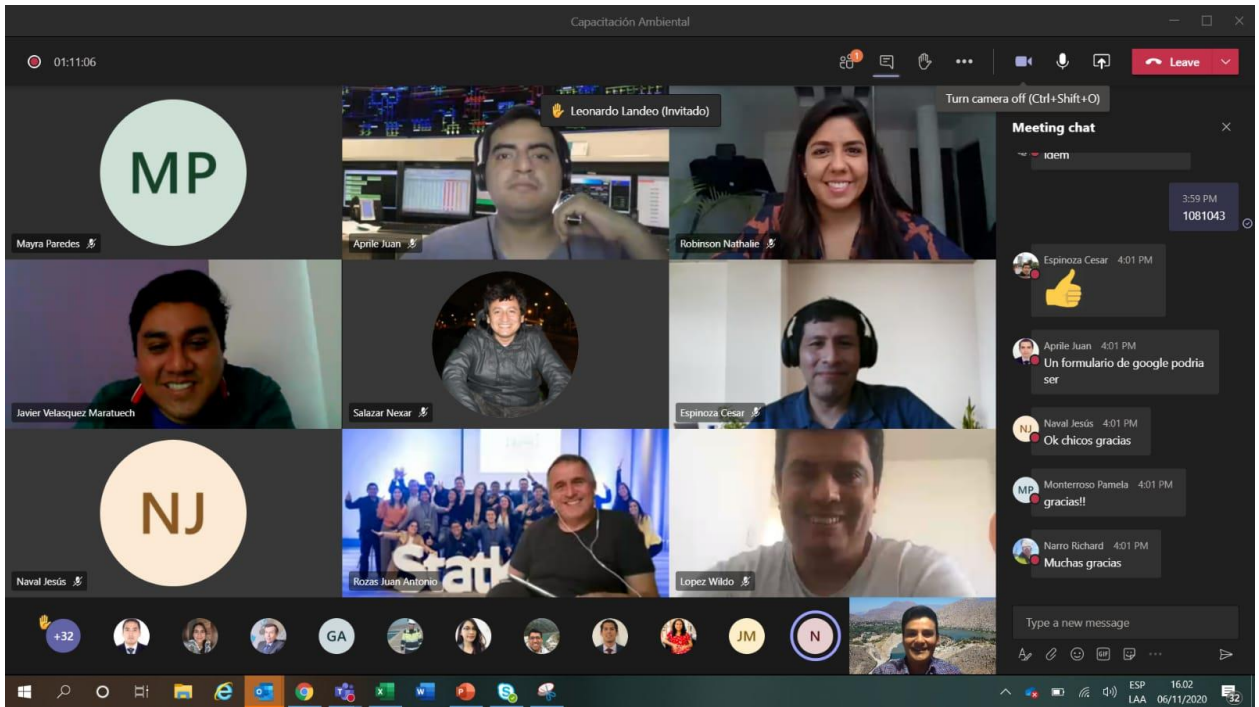 Capacitación Ambiental
01:11:06
1
Leave
Turn camera off (Ctrl+Shift+O)
Leonardo Landeo (Invitado)
MP
Mayra Paredes
Aprile Juan
Robinson Nathalie
Javier Velasquez Maratuech
Salazar Nexar
Espinoza Cesar
NJ
Naval Jesús
Rozas Juan Antonio
Lopez Wildo
+32
GA
JM
N
Meeting chat
idem
3:59 PM
1081043
Espinoza Cesar 4:01 PM
Aprile Juan 4:01 PM
Un formulario de google podria
ser
NJ
Naval Jesús 4:01 PM
Ok chicos gracias
MP
Monterroso Pamela 4:01 PM
gracias!!
Narro Richard 4:01 PM
Muchas gracias
Type a new message
GIF
ESP
LAA
16.02
06/11/2020
32